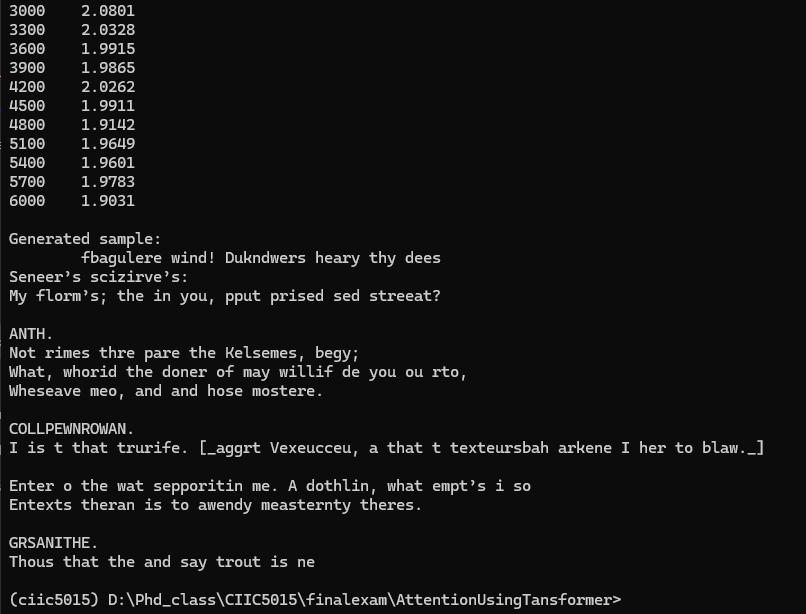 3000    2.0801
3300    2.0328
3600    1.9915
3900    1.9865
4200    2.0262
4500    1.9911
4800    1.9142
5100    1.9649
5400    1.9601
5700    1.9783
6000    1.9031

Generated sample:
        fbagulere wind! Dukndwers heary thy dees
Seneer’s scizirve’s:
My florm’s; the in you, pput prised sed streeat?

ANTH.
Not rimes thre pare the Kelsemes, begy;
What, whorid the doner of may willif de you ou rto,
Wheseave meo, and and hose mostere.

COLLPEWNROWAN.
I is t that trurife. [_aggrt Vexeucceu, a that t texteursbah arkene I her to blaw._]

Enter o the wat sepporitin me. A dothlin, what empt’s i so
Entexts theran is to awendy measternty theres.

GRSANITHE.
Thous that the and say trout is ne

(ciic5015) D:\Phd_class\CIIC5015\finalexam\AttentionUsingTansformer>